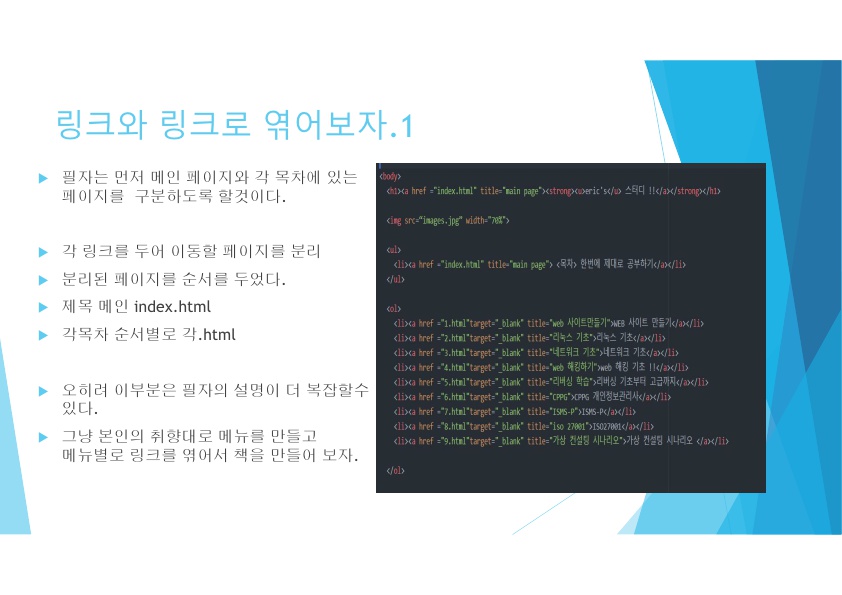 링크와 링크로 엮어보자.1
필자는 먼저 메인 페이지와 각 목차에 있는
페이지를 구분하도록 할것이다.
각 링크를 두어 이동할 페이지를 분리
분리된 페이지를 순서를 두었다.
제목 메인 index.html
각목차 순서별로 각.html
오히려 이부분은 필자의 설명이 더 복잡할수
있다.
그냥 본인의 취향대로 메뉴를 만들고
메뉴별로 링크를 엮어서 책을 만들어 보자.
<body>
<h1><a href ="index.html" title="main page"><strong><u>eric's</u> 스터디 !!</a></strong></h1>
<img src="images.jpg" width="70%">
<ul>
<li><a href ="index.html" title="main page"> <목차> 한번에 제대로 공부하기</a></li>
</ul>
<ol>
<li><a href ="1.html"target="_blank" title="web 사이트만들기">WEB 사이트 만들기</a></li>
<li><a href ="2.html"target="_blank" title="리눅스 기초">리눅스 기초</a></li>
<li><a href ="3.html"target="_blank" title="네트워크 기초">네트워크 기초</a></li>
<li><a href ="4.html"target="_blank" title="web 해킹하기">web 해킹 기초 !!</a></li>
<li><a href ="5.html"target="_blank" title="리버싱 학습">리버싱 기초부터 고급까지</a></li>
<li><a href ="6.html"target="_blank" title="CPPG">CPPG 개인정보관리사</a></li>
<li><a href ="7.html"target="_blank" title="ISMS-P">ISMS-P</a></li>
<li><a href ="8.html"target="_blank" title="iso 27001">ISO27001</a></li>
<li><a href ="9.html"target="_blank" title="가상 컨설팅 시나리오">가상 컨설팅 시나리오 </a></li>
</ol>